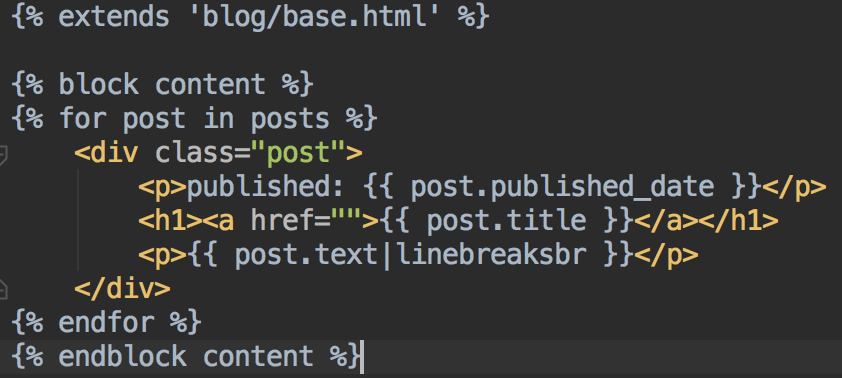 {% extends 'blog/base.html' %}

{% block content %}
{% for post in posts %}
    <div class="post">
        <p>published: {{ post.published_date }}</p>
        <h1><a href="">{{ post.title }}</a></h1>
        <p>{{ post.text|linebreaksbr }}</p>
    </div>
{% endfor %}
{% endblock content %}